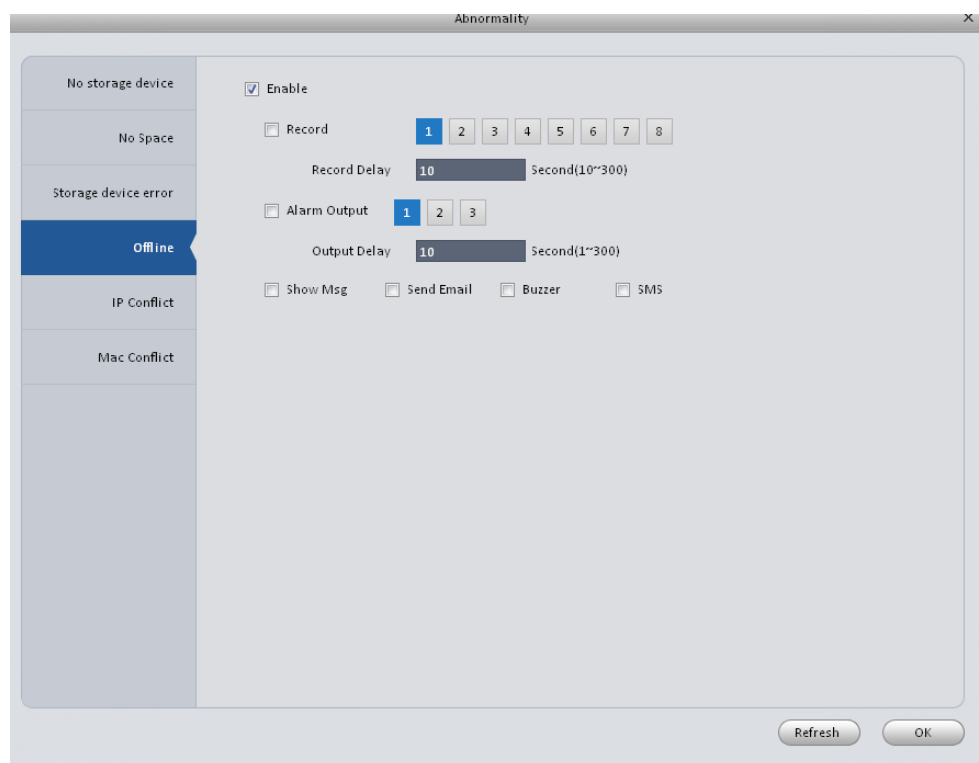 Abnormality X
No storage device
No Space
Storage device error
Offline
IP Conflict
Mac Conflict
Enable
Record 1 2 3 4 5 6 7 8
Record Delay 10 Second(10~300)
Alarm Output 1 2 3
Output Delay 10 Second(1~300)
Show Msg Send Email Buzzer SMS
Refresh OK